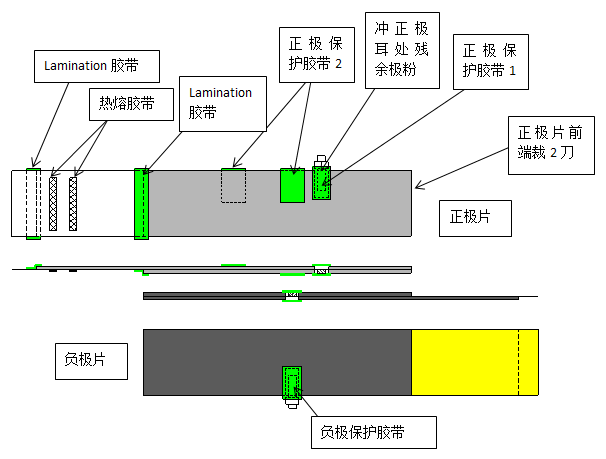 Lamination 胶带
热熔胶带
Lamination
胶带
正极保
护胶带 2
冲正极
耳处残
余极粉
正极保
护胶带 1
正极片前
端裁 2 刀
正极片
负极片
负极保护胶带